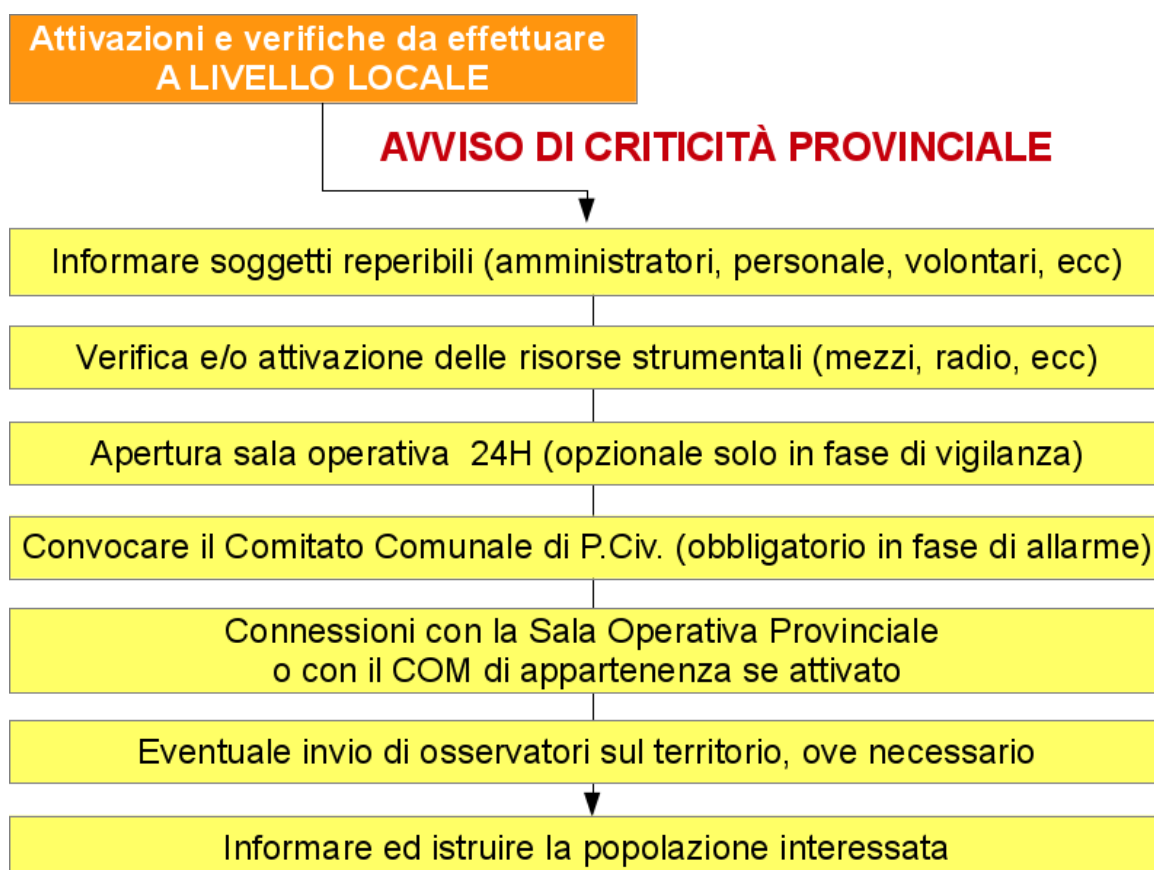 Attivazioni e verifiche da effettuare
A LIVELLO LOCALE
AVVISO DI CRITICITÀ PROVINCIALE
Informare soggetti reperibili (amministratori, personale, volontari, ecc)
Verifica e/o attivazione delle risorse strumentali (mezzi, radio, ecc)
Apertura sala operativa 24H (opzionale solo in fase di vigilanza)
Convocare il Comitato Comunale di P.Civ. (obbligatorio in fase di allarme)
Connessioni con la Sala Operativa Provinciale
o con il COM di appartenenza se attivato
Eventuale invio di osservatori sul territorio, ove necessario
Informare ed istruire la popolazione interessata